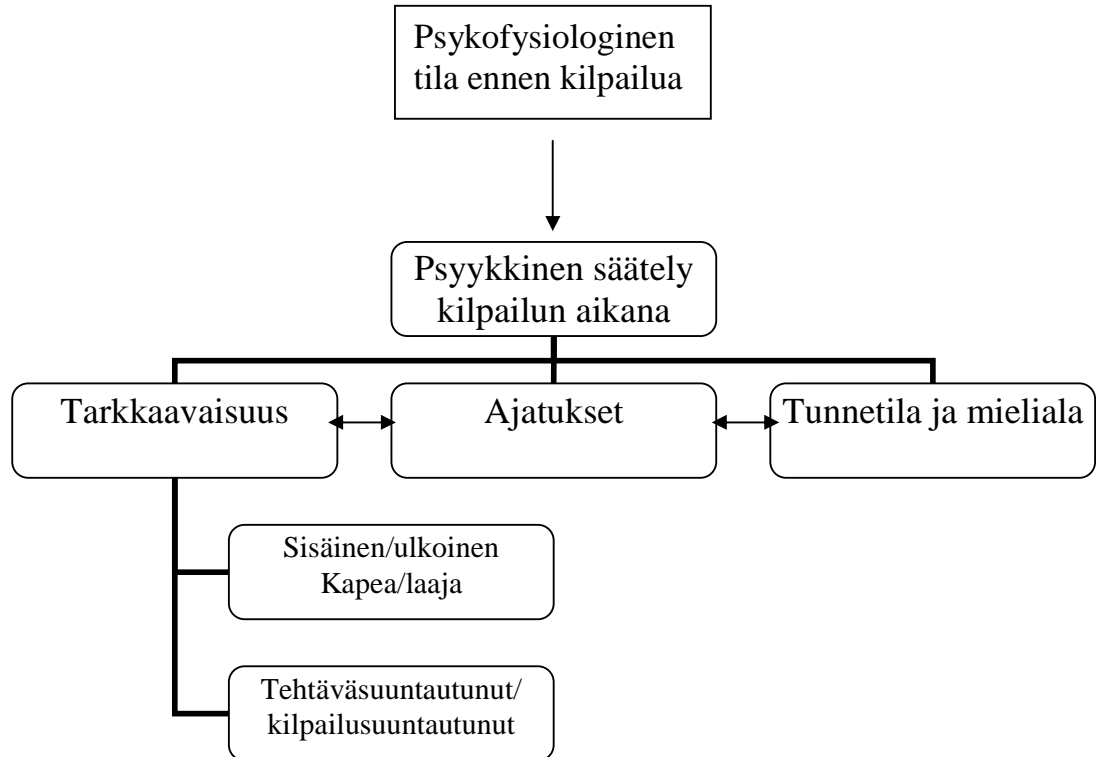 Psykofysiologinen
tila ennen kilpailua
Psyykkinen säätely
kilpailun aikana
Tarkkaavaisuus
Ajatukset
Tunnetila ja mieliala
Sisäinen/ulkoinen
Kapea/laaja
Tehtäväsuuntautunut/
kilpailusuuntautunut